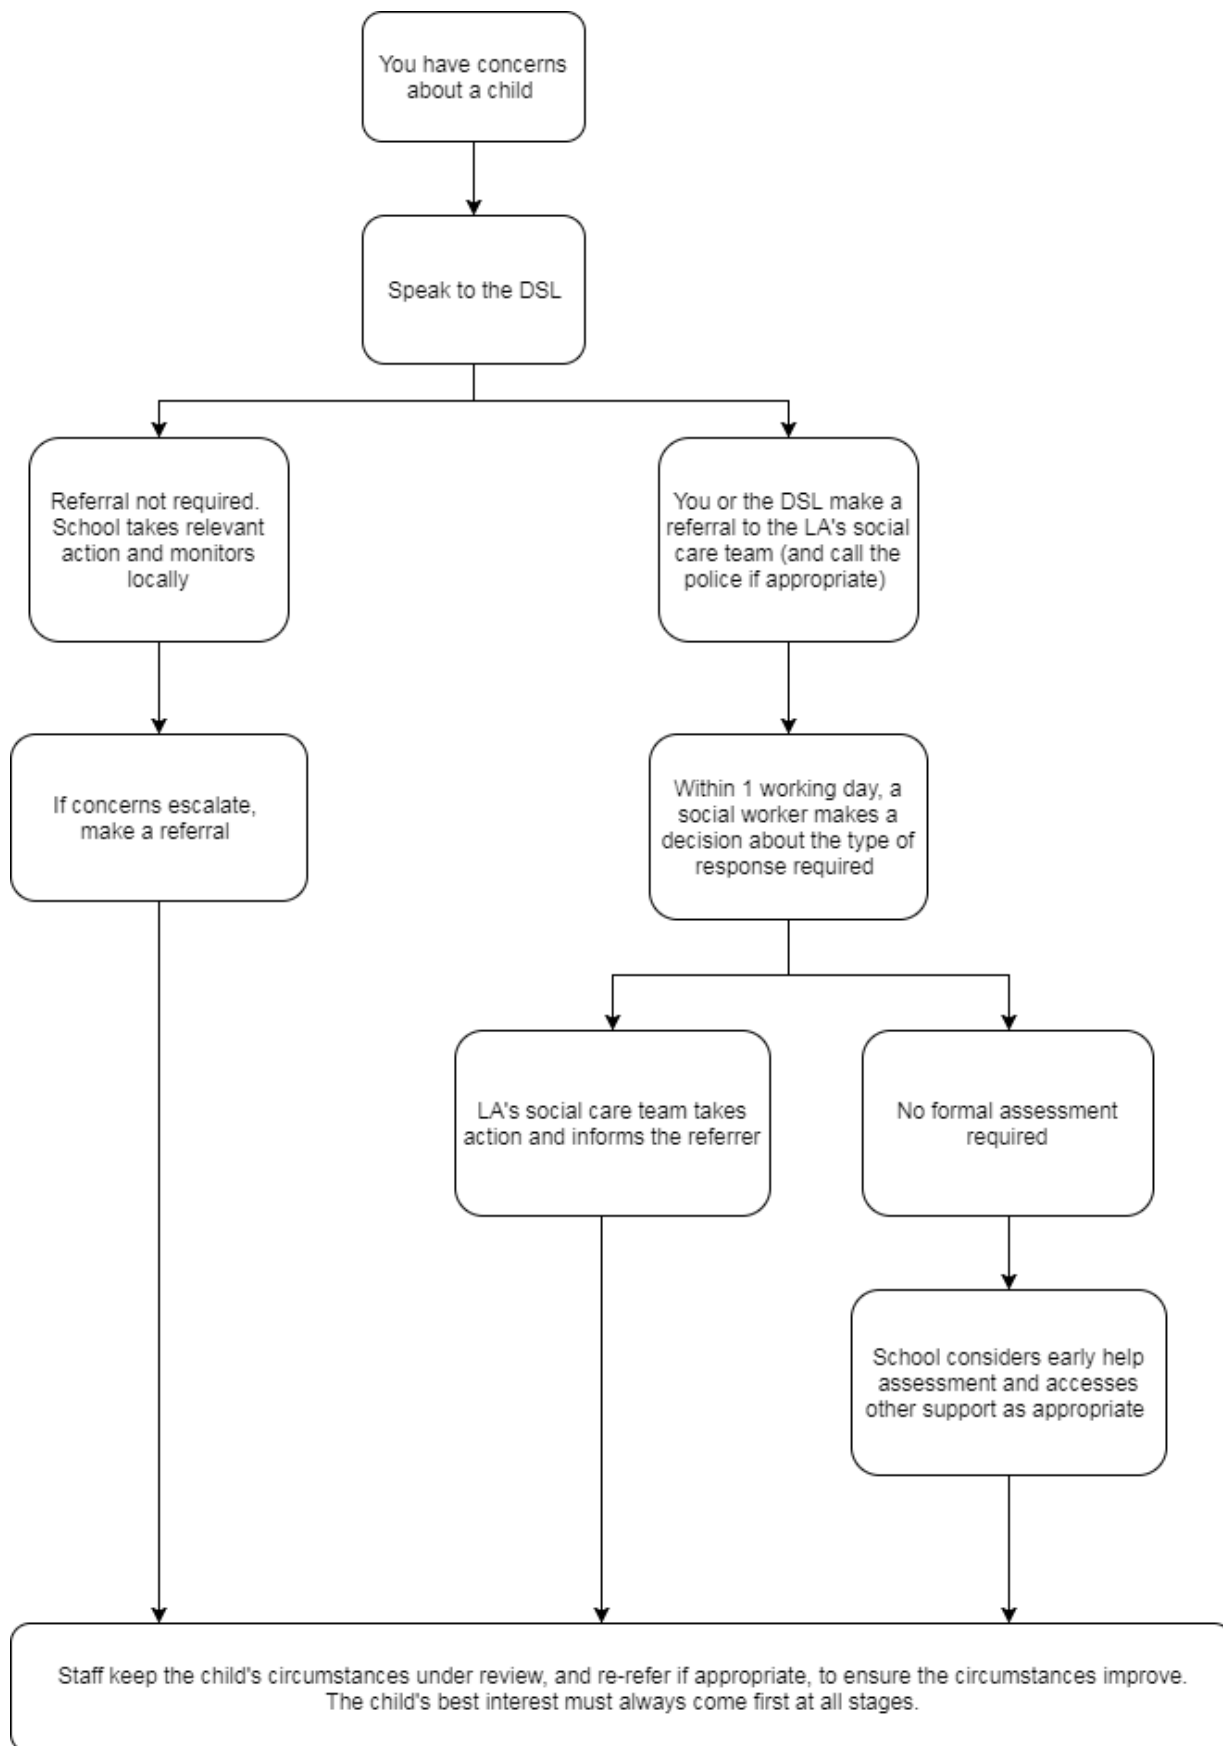 You have concerns
about a child
Speak to the DSL
Referral not required.
School takes relevant
action and monitors
locally
You or the DSL make a
referral to the LA's social
care team (and call the
police if appropriate)
If concerns escalate,
make a referral
Within 1 working day, a
social worker makes a
decision about the type of
response required
LA's social care team takes
action and informs the referrer
No formal assessment
required
School considers early help
assessment and accesses
other support as appropriate
Staff keep the child's circumstances under review, and re-refer if appropriate, to ensure the circumstances improve.
The child's best interest must always come first at all stages.